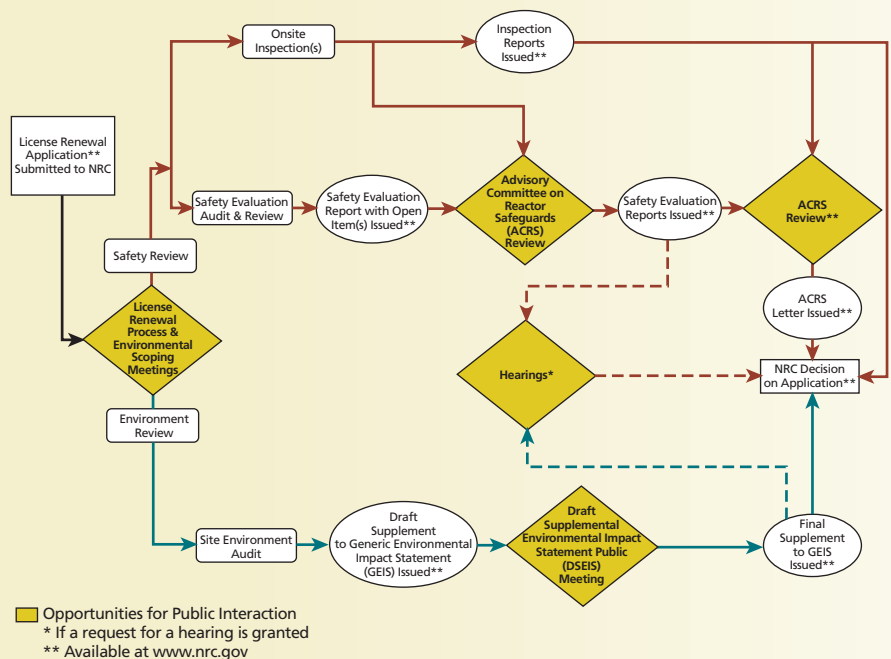 Onsite
Inspection(s)
Inspection
Reports
Issued**
License Renewal
Application**
Submitted to NRC
Safety Evaluation
Audit & Review
Safety Evaluation
Report with Open
Item(s) Issued**
Advisory
Committee on
Reactor
Safeguards
(ACRS)
Review
Safety Evaluation
Reports Issued**
ACRS
Review**
Safety Review
ACRS
Letter Issued**
License
Renewal
Process &
Environmental
Scoping
Meetings
Hearings*
NRC Decision
on Application**
Environment
Review
Site Environment
Audit
Draft
Supplement
to Generic Environmental
Impact Statement
(GEIS) Issued**
Draft
Supplemental
Environmental Impact
Statement Public
(DSEIS)
Meeting
Final
Supplement
to GEIS
Issued**
Opportunities for Public Interaction
* If a request for a hearing is granted
** Available at www.nrc.gov